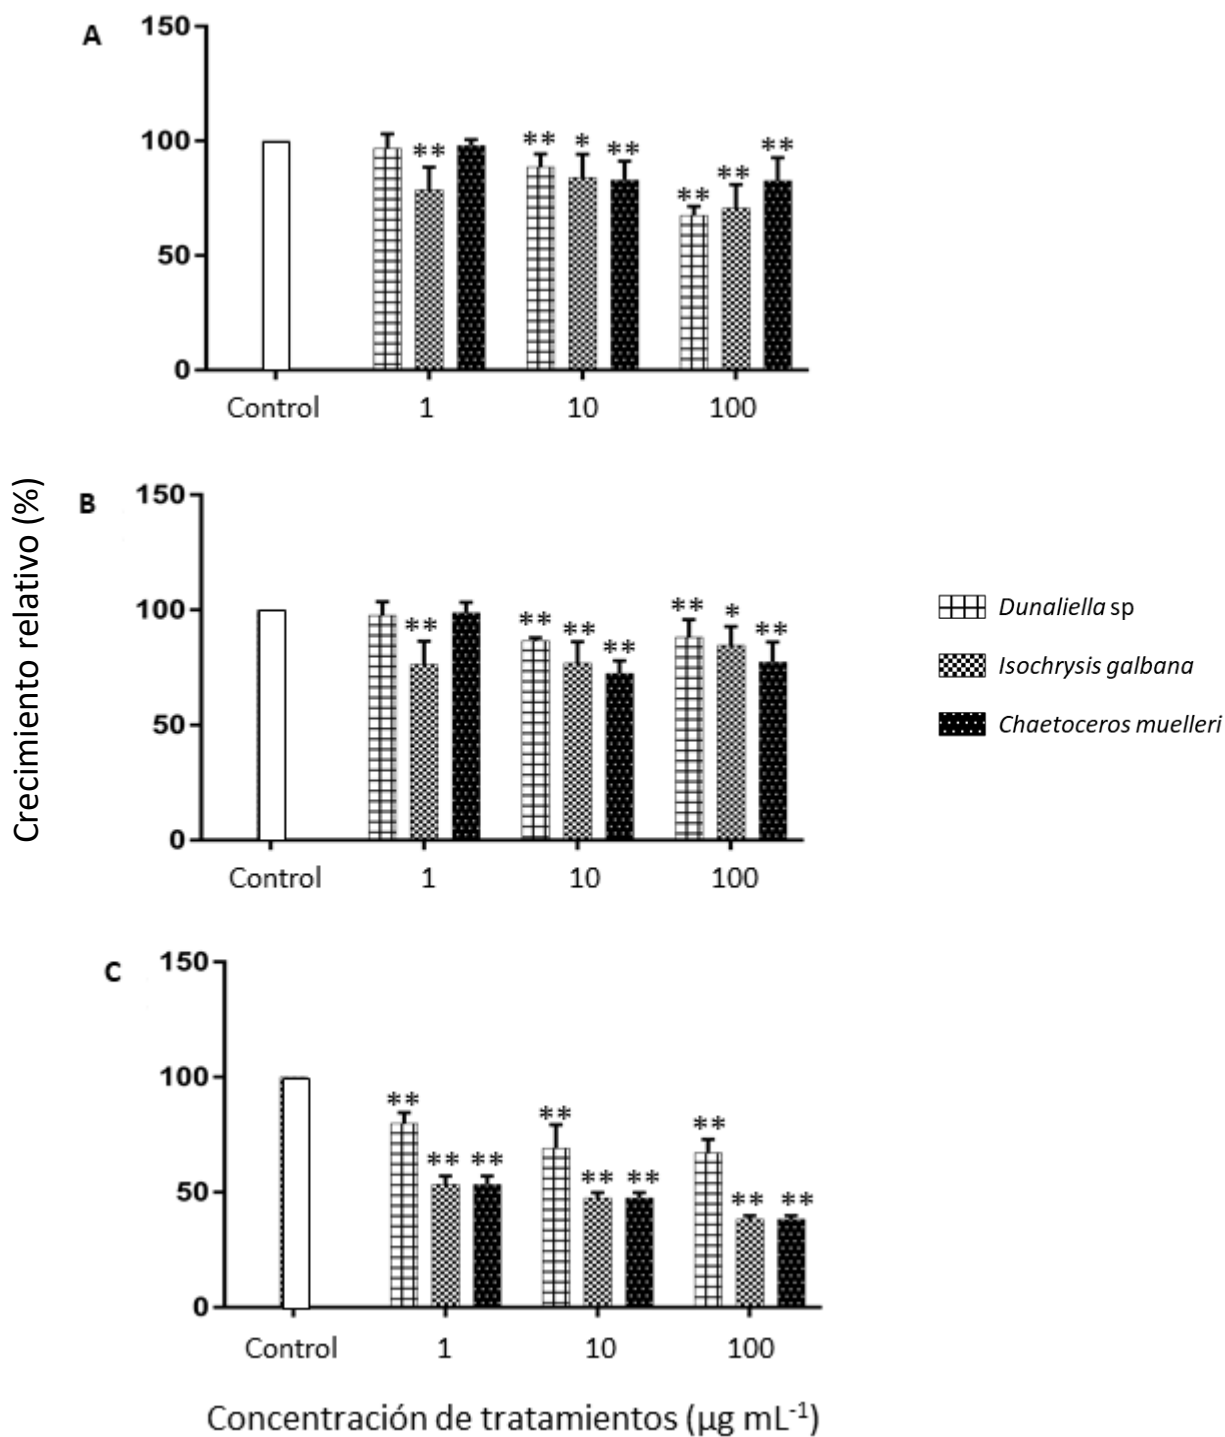 A
150
100
50
0
** ** * ** ** ** **
Control 1 10 100
B
150
100
50
0
** ** ** ** ** * **
Control 1 10 100
C
150
100
50
0
** ** ** ** ** ** ** ** **
Control 1 10 100
Crecimiento relativo (%)
Concentración de tratamientos (µg mL⁻¹)
Dunaliella sp
Isochrysis galbana
Chaetoceros muelleri